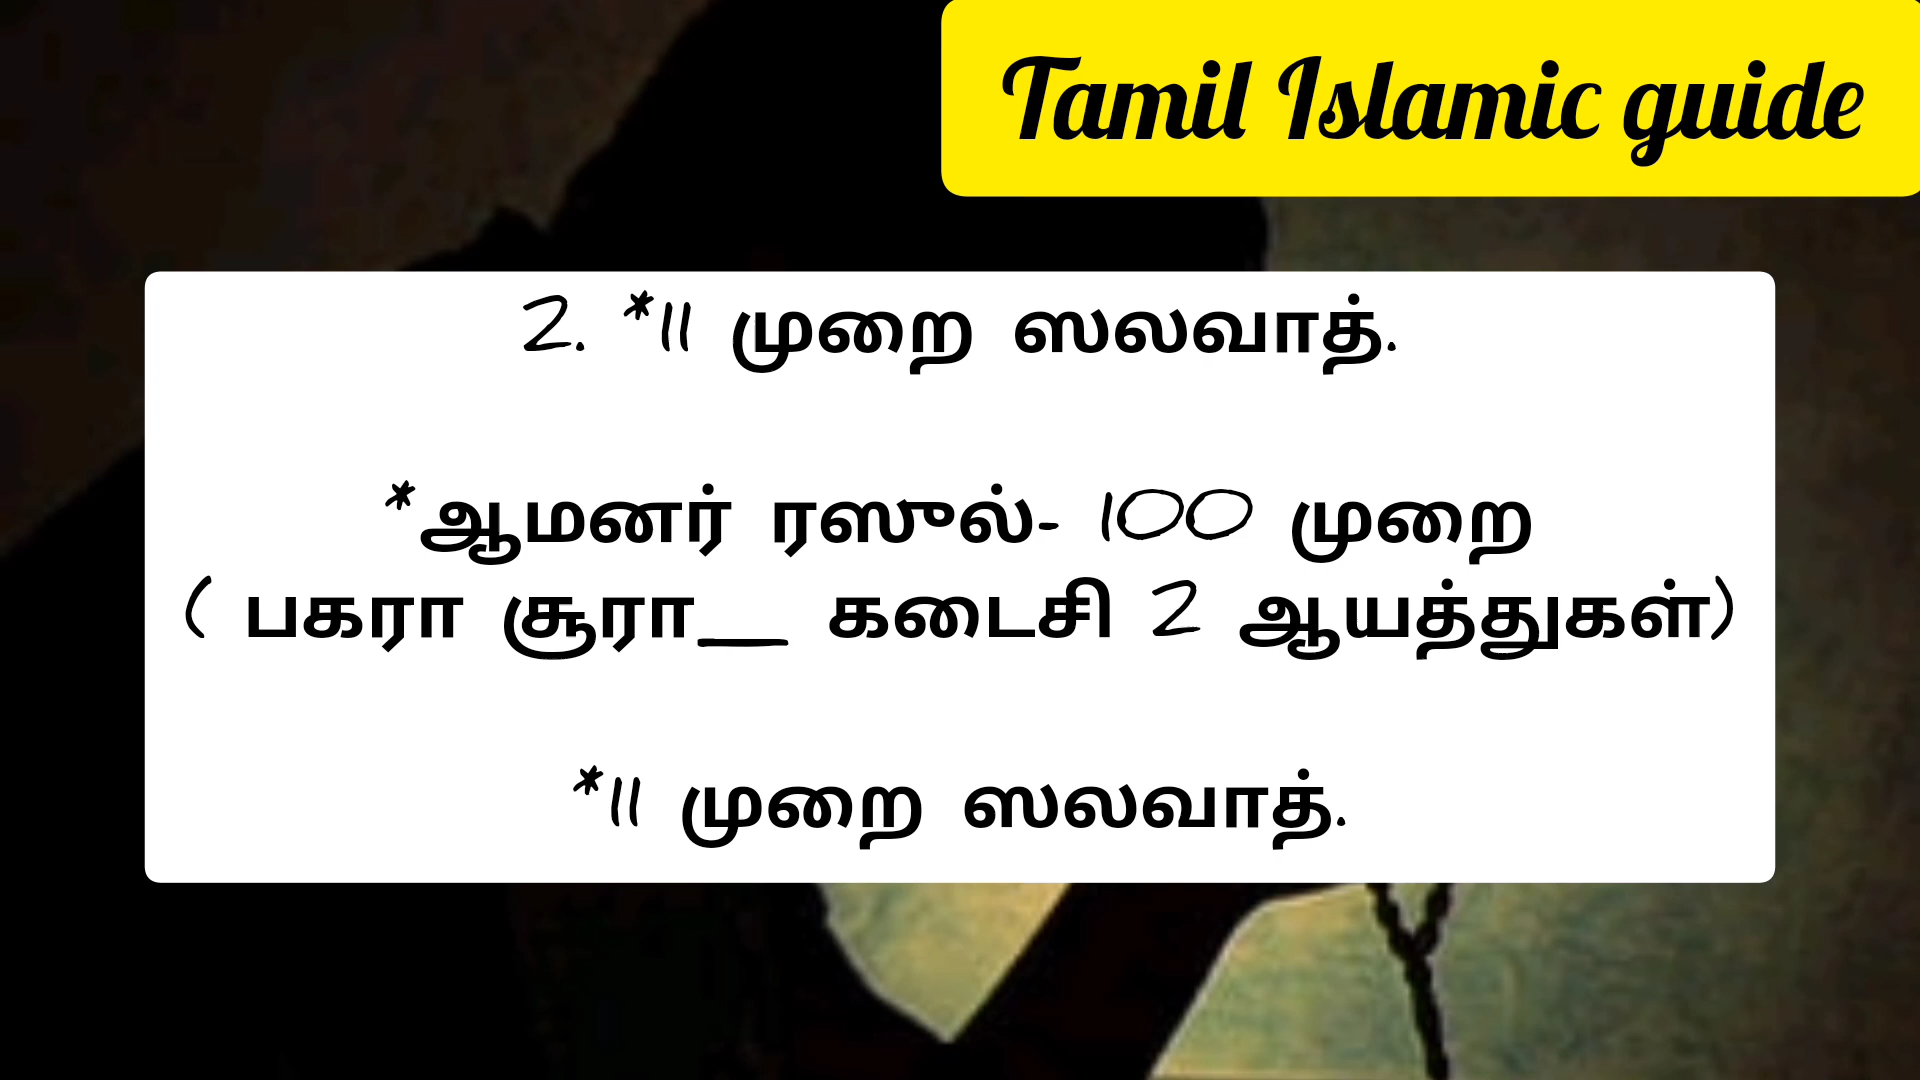 Tamil Islamic guide
2. *11 முறை ஸலவாத்.
*ஆமனர் ரஸுல்- 100 முறை
( பகரா சூரா__ கடைசி 2 ஆயத்துகள்)
*11 முறை ஸலவாத்.